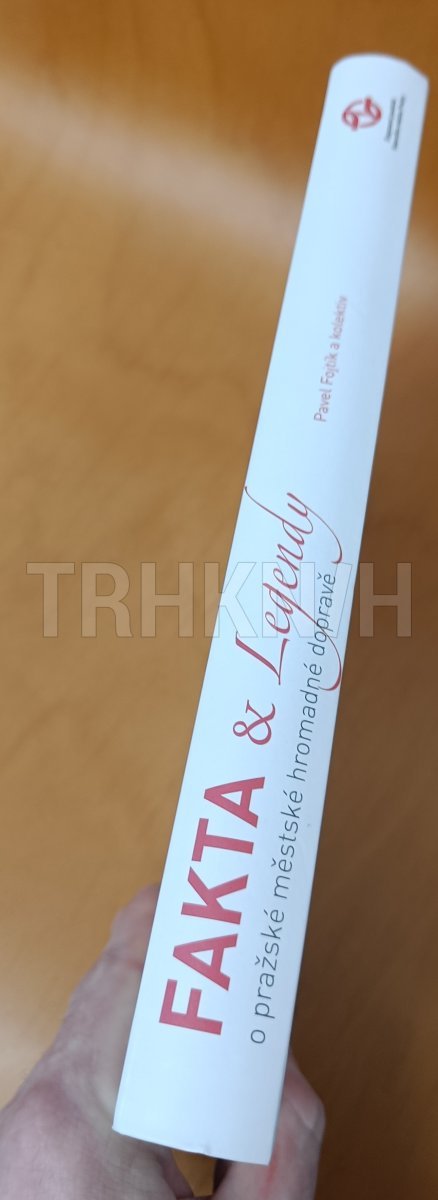 FAKTA & Legendy
o pražské městské hromadné dopravě
Pavel Fojtík a kolektiv
TRHKNIH